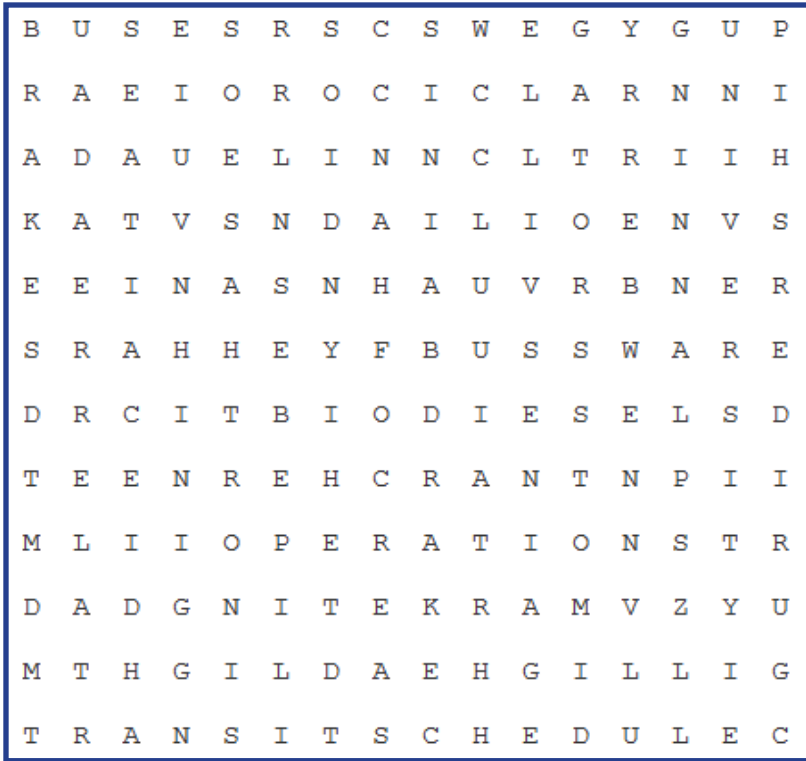 B U S E S R S C S W E G Y G U P
R A E I O R O C I C L A R N N I
A D A U E L I N N C L T R I I H
K A T V S N D A I L I O E N V S
E E I N A S N H A U V R B N E R
S R A H H E Y F B U S S W A R E
D R C I T B I O D I E S E L S D
T E E N R E H C R A N T N P I I
M L I I O P E R A T I O N S T R
D A D G N I T E K R A M V Z Y U
M T H G I L D A E H G I L L I G
T R A N S I T S C H E D U L E C